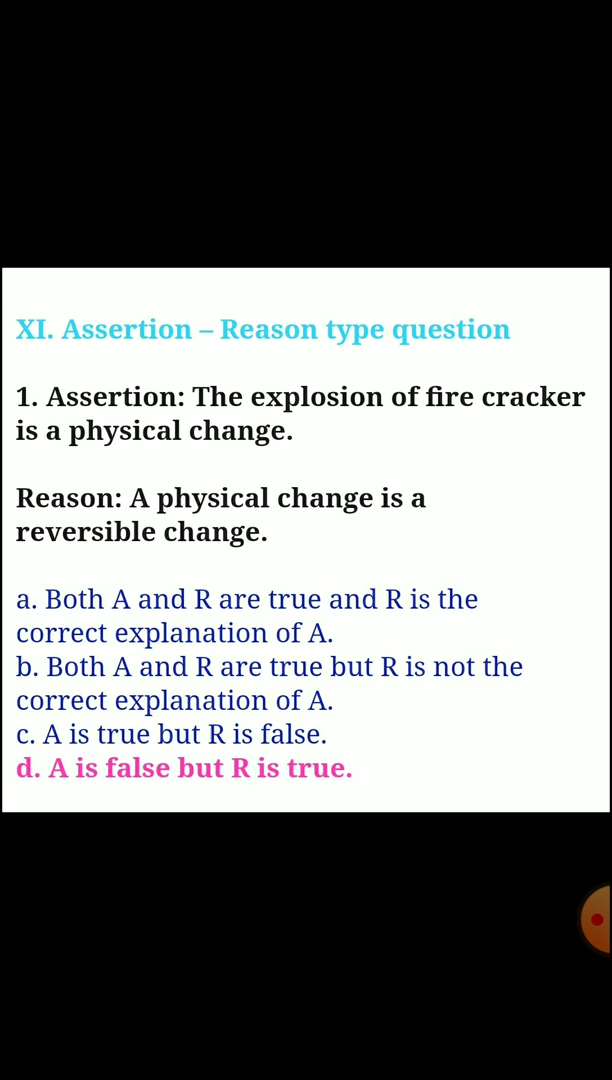 XI. Assertion – Reason type question
1. Assertion: The explosion of fire cracker
is a physical change.
Reason: A physical change is a
reversible change.
a. Both A and R are true and R is the
correct explanation of A.
b. Both A and R are true but R is not the
correct explanation of A.
c. A is true but R is false.
d. A is false but R is true.